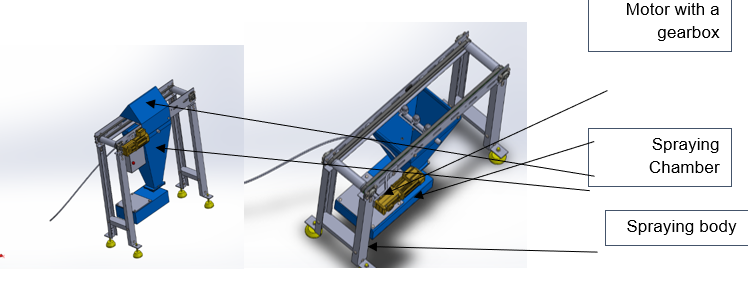 Motor with a
gearbox
Spraying
Chamber
Spraying body